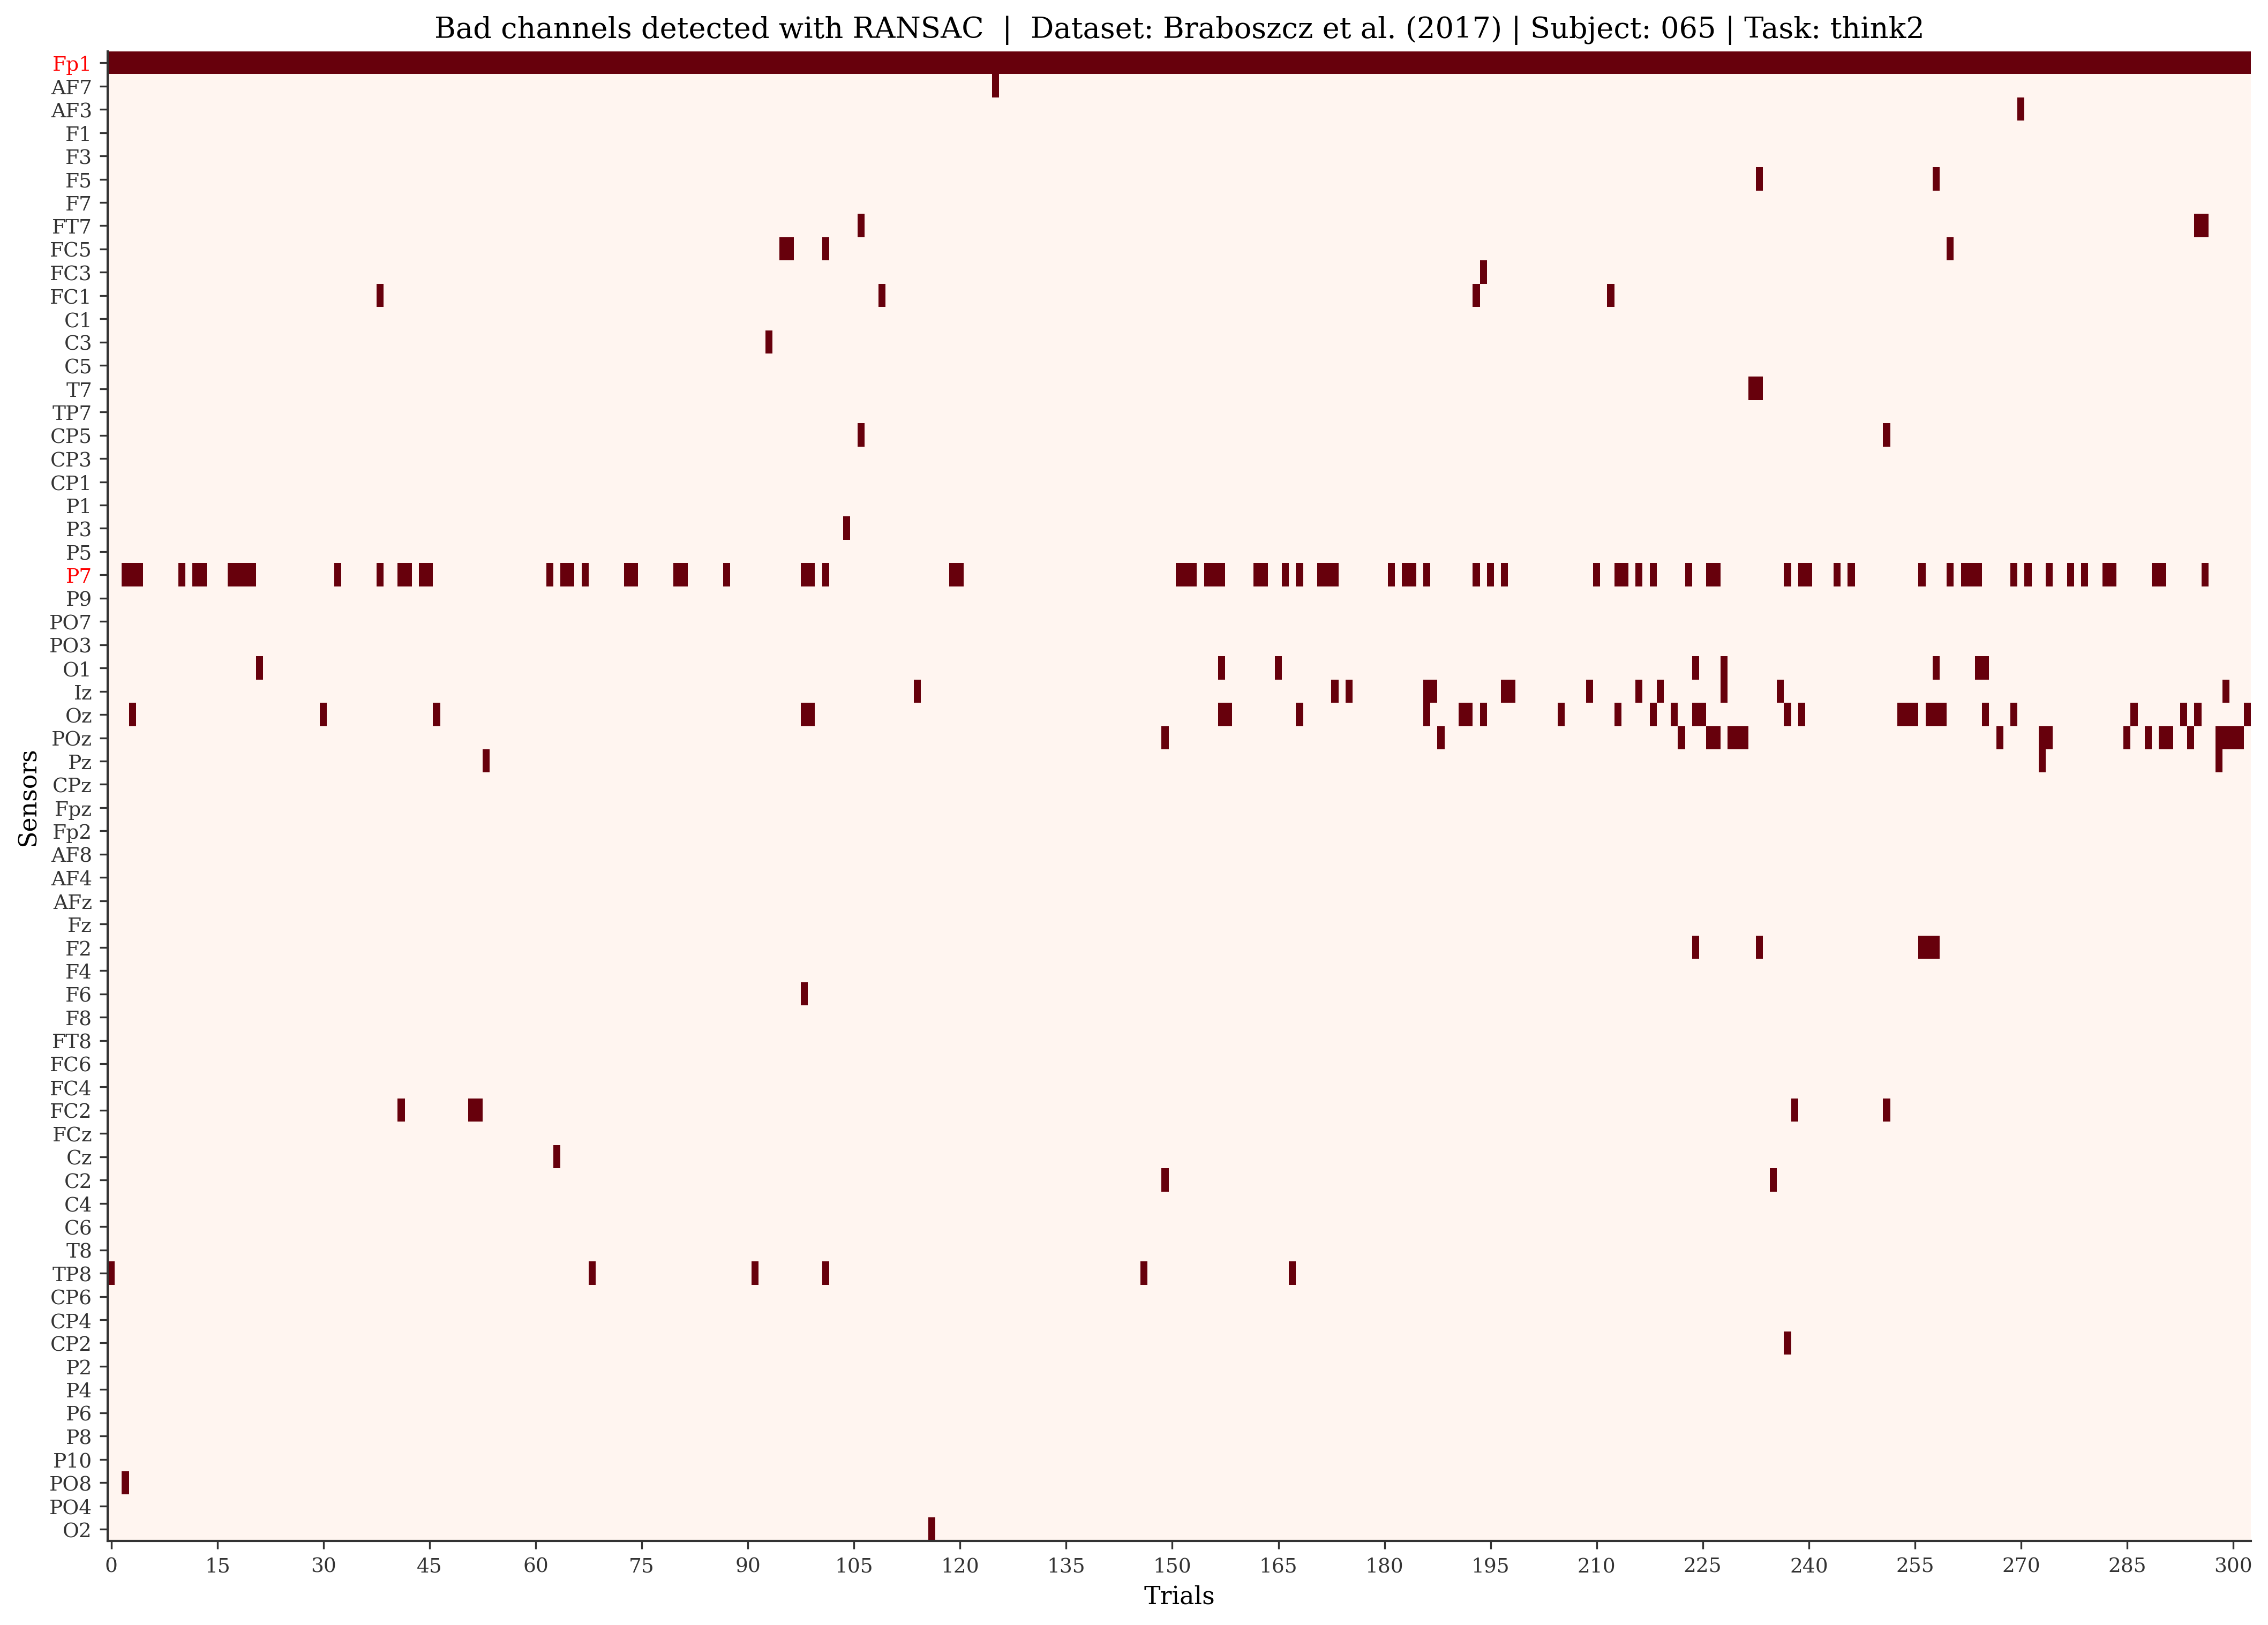 Bad channels detected with RANSAC | Dataset: Braboszcz et al. (2017) | Subject: 065 | Task: think2
Fp1
AF7
AF3
F1
F3
F5
F7
FT7
FC5
FC3
FC1
C1
C3
C5
T7
TP7
CP5
CP3
CP1
P1
P3
P5
P7
P9
PO7
PO3
O1
Iz
Oz
POz
Pz
CPz
Fpz
Fp2
AF8
AF4
AFz
Fz
F2
F4
F6
F8
FT8
FC6
FC4
FC2
FCz
Cz
C2
C4
C6
T8
TP8
CP6
CP4
CP2
P2
P4
P6
P8
P10
PO8
PO4
O2
Sensors
0 15 30 45 60 75 90 105 120 135 150 165 180 195 210 225 240 255 270 285 300
Trials